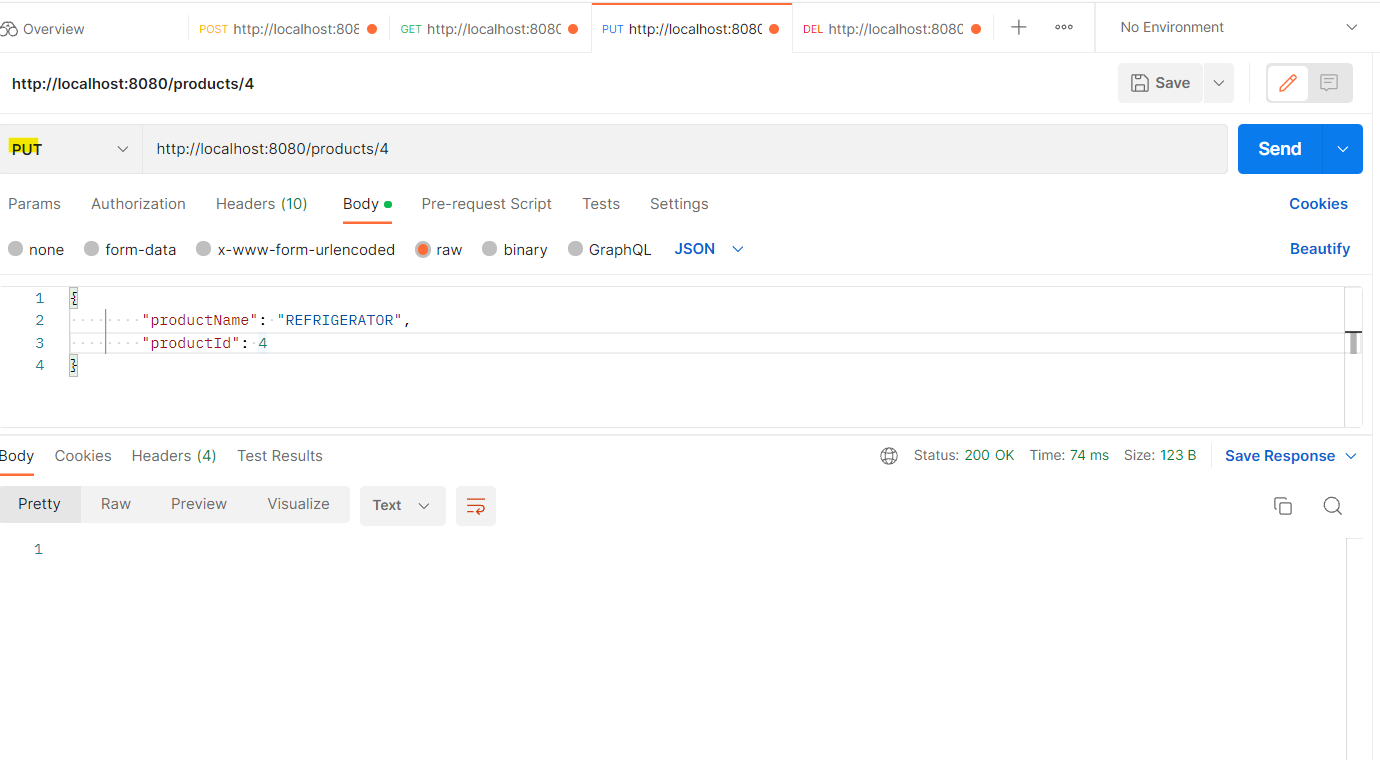 Overview
POST http://localhost:808
GET http://localhost:8080
PUT http://localhost:8080
DEL http://localhost:8080
No Environment
http://localhost:8080/products/4
Save
PUT
http://localhost:8080/products/4
Send
Params Authorization Headers (10) Body Pre-request Script Tests Settings Cookies
none form-data x-www-form-urlencoded raw binary GraphQL JSON Beautify
1 {
2 "productName": "REFRIGERATOR",
3 "productId": 4
4 }
Body Cookies Headers (4) Test Results Status: 200 OK Time: 74 ms Size: 123 B Save Response
Pretty Raw Preview Visualize Text
1